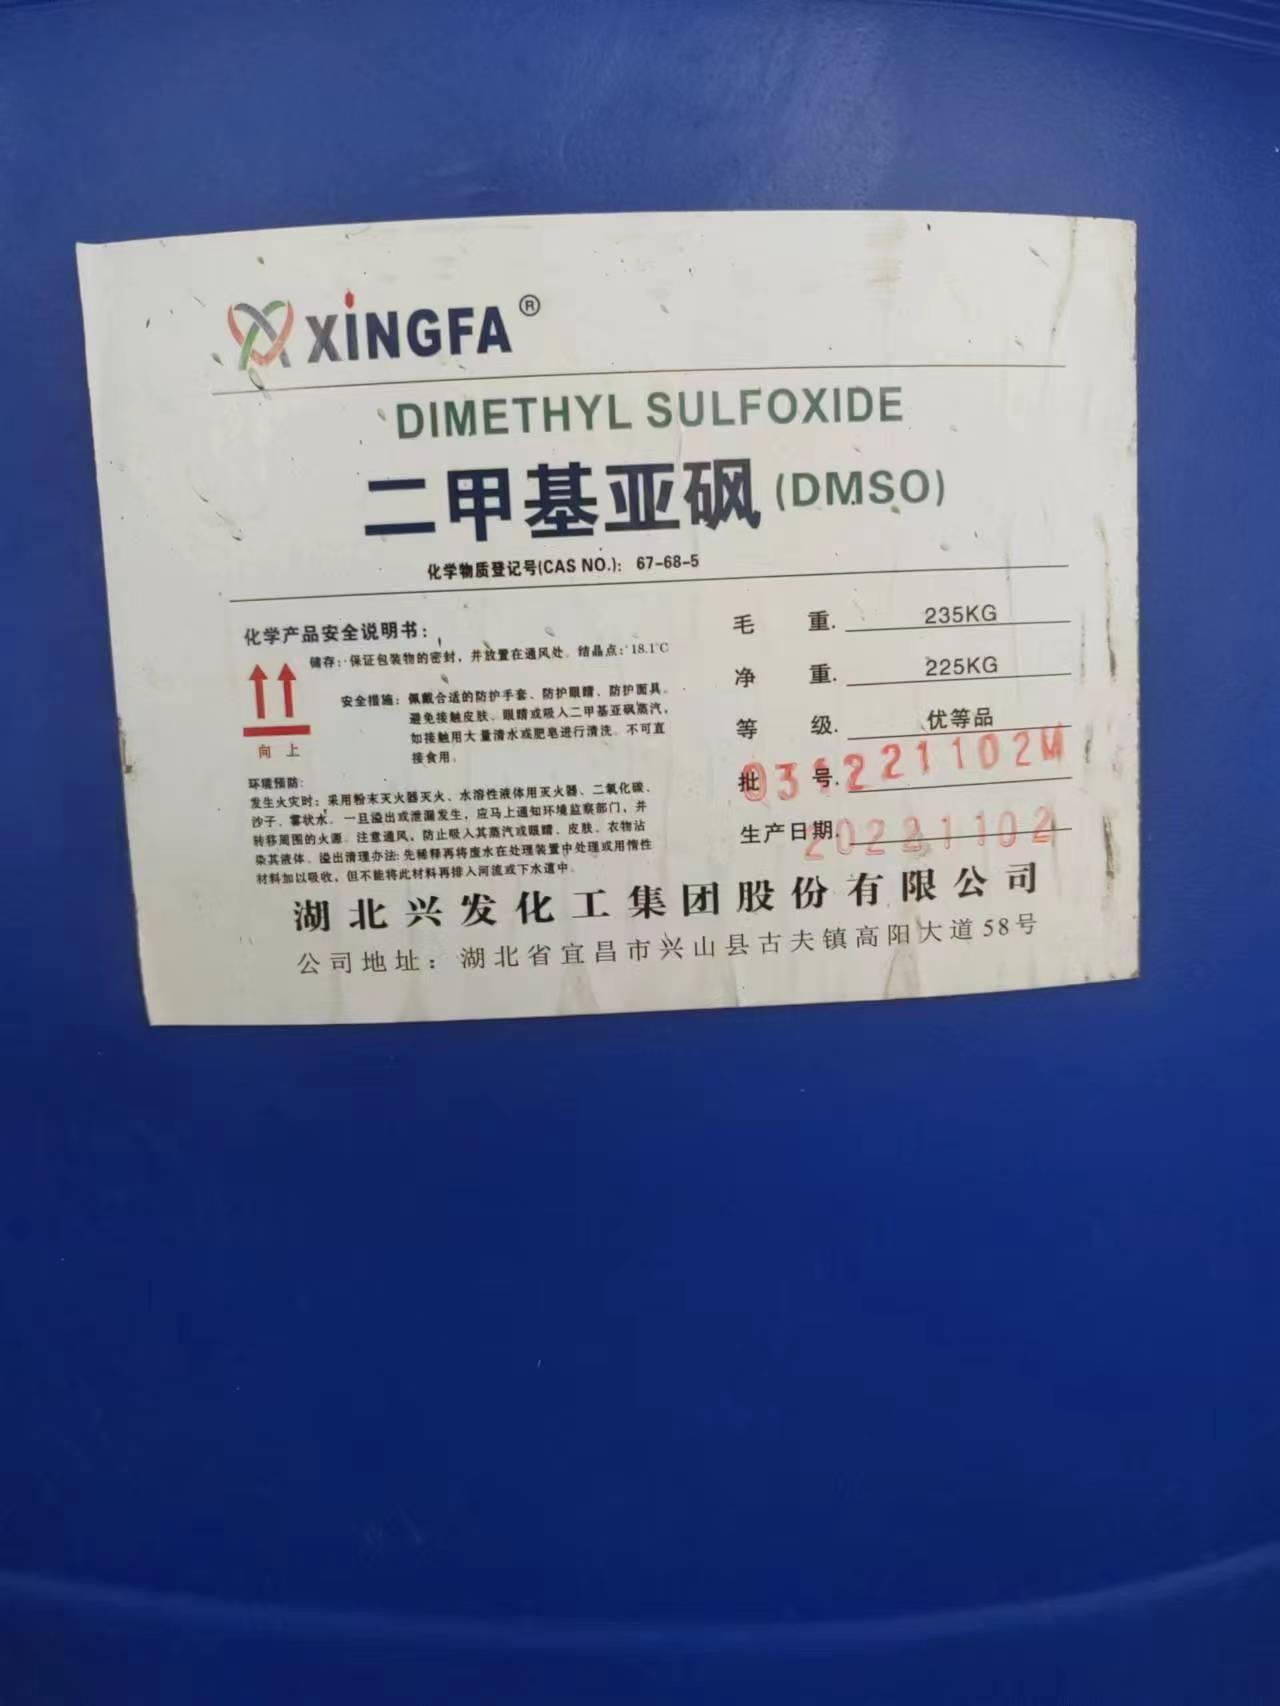 XINGFA®
DIMETHYL SULFOXIDE
二甲基亚砜(DMSO)
化学物质登记号(CAS NO.): 67-68-5
化学产品安全说明书:
储存: 保证包装物的密封,并放置在通风处。结晶点: 18.1℃
向上
安全措施: 佩戴合适的防护手套、防护眼睛、防护面具。
避免接触皮肤、眼睛或吸入二甲基亚砜蒸汽,
如接触用大量清水或肥皂进行清洗。不可直
接食用。
环境预防:
发生火灾时: 采用粉末灭火器灭火、水溶性液体用灭火器、二氧化碳、
沙子、雾状水。一旦溢出或泄漏发生,应马上通知环境监察部门,并
转移周围的火源。注意通风,防止吸入其蒸汽或眼睛、皮肤、衣物沾
染其液体。溢出清理办法: 先稀释再将废水在处理装置中处理或用惰性
材料加以吸收,但不能将此材料再排入河流或下水道中。
毛 重. 235KG
净 重. 225KG
等 级. 优等品
批 号. 031221102M
生产日期. 20221102
湖北兴发化工集团股份有限公司
公司地址: 湖北省宜昌市兴山县古夫镇高阳大道58号